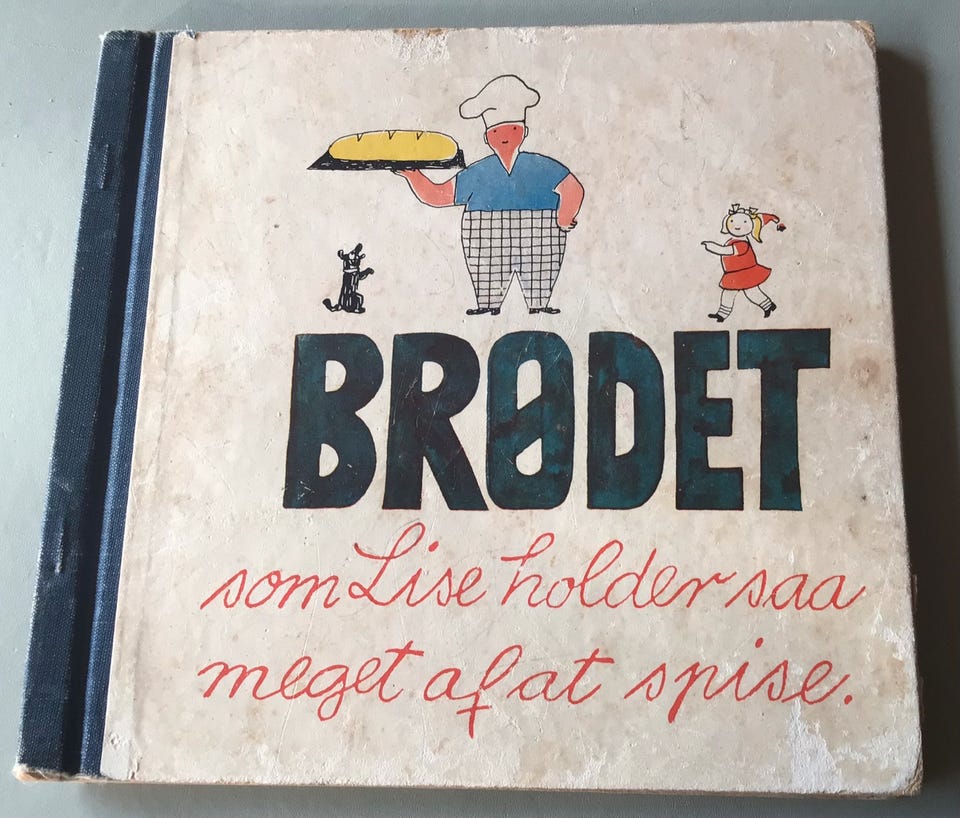 BRØDET
som Lise holder saa
meget af at spise.